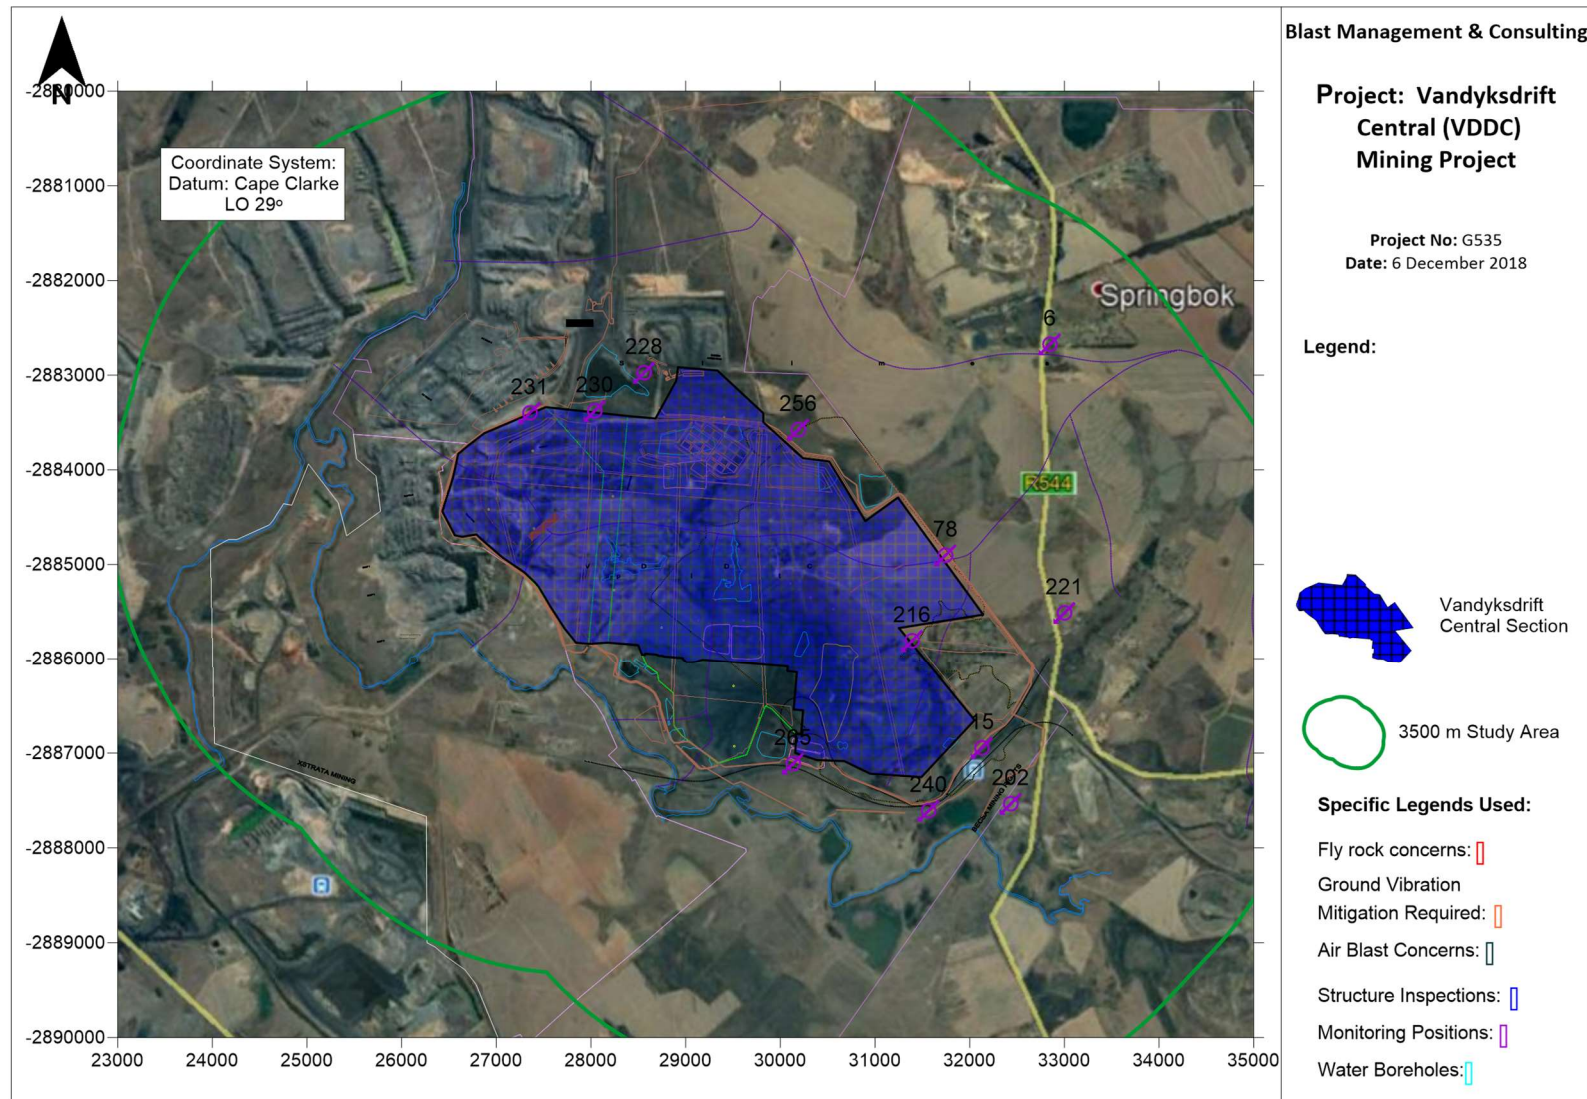 Blast Management & Consulting
Project: Vandyksdrift
Central (VDDC)
Mining Project
Project No: G535
Date: 6 December 2018
Legend:
Vandyksdrift
Central Section
3500 m Study Area
Specific Legends Used:
Fly rock concerns:
Ground Vibration
Mitigation Required:
Air Blast Concerns:
Structure Inspections:
Monitoring Positions:
Water Boreholes:
N
Coordinate System:
Datum: Cape Clarke
LO 29º
-2880000
-2881000
-2882000
-2883000
-2884000
-2885000
-2886000
-2887000
-2888000
-2889000
-2890000
23000
24000
25000
26000
27000
28000
29000
30000
31000
32000
33000
34000
35000
Springbok
6
228
231
230
256
R544
78
221
216
15
265
240
202
XSTRATA MINING